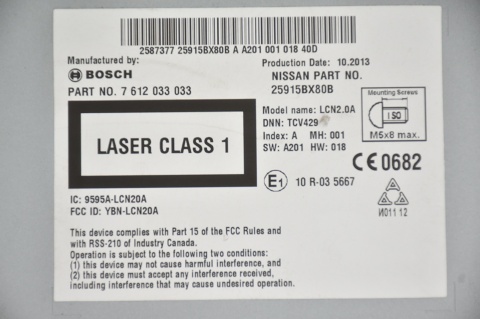 2587377 25915BX80B A A201 001 018 40D
Manufactured by:
BOSCH
PART NO. 7 612 033 033
Production Date: 10.2013
NISSAN PART NO.
25915BX80B
LASER CLASS 1
Model name: LCN2.0A
DNN: TCV429
Index: A MH: 001
SW: A201 HW: 018
Mounting Screws
ISO
M5x8 max.
CE0682
E1 10 R-03 5667
И011 12
IC: 9595A-LCN20A
FCC ID: YBN-LCN20A
This device complies with Part 15 of the FCC Rules and
with RSS-210 of Industry Canada.
Operation is subject to the following two conditions:
(1) this device may not cause harmful interference, and
(2) this device must accept any interference received,
including interference that may cause undesired operation.